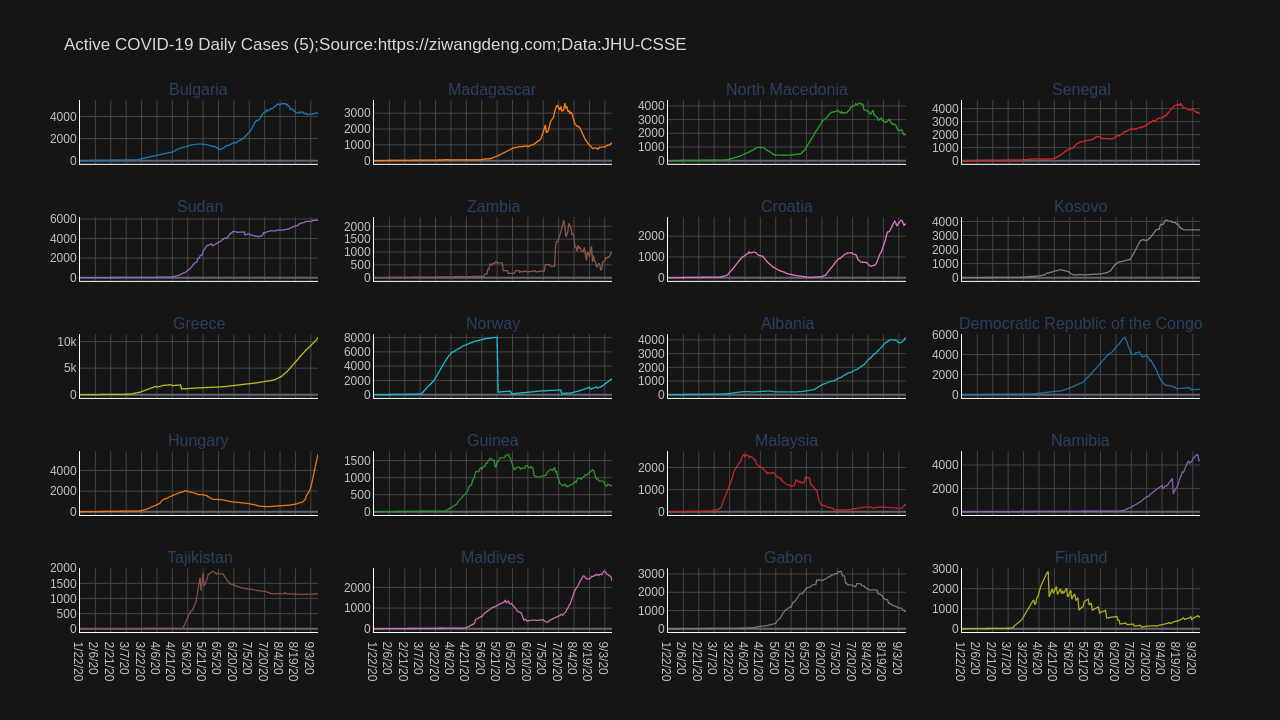 Active COVID-19 Daily Cases (5);Source:https://ziwangdeng.com;Data:JHU-CSSE
Bulgaria
Madagascar
North Macedonia
Senegal
4000
2000
0
3000
2000
1000
0
4000
3000
2000
1000
0
4000
3000
2000
1000
0
Sudan
Zambia
Croatia
Kosovo
6000
4000
2000
0
2000
1500
1000
500
0
2000
1000
0
4000
3000
2000
1000
0
Greece
Norway
Albania
Democratic Republic of the Congo
10k
5k
0
8000
6000
4000
2000
0
4000
3000
2000
1000
0
6000
4000
2000
0
Hungary
Guinea
Malaysia
Namibia
4000
2000
0
1500
1000
500
0
2000
1000
0
4000
2000
0
Tajikistan
Maldives
Gabon
Finland
2000
1500
1000
500
0
2000
1000
0
3000
2000
1000
0
3000
2000
1000
0
1/22/20 2/6/20 2/21/20 3/7/20 3/22/20 4/6/20 4/21/20 5/6/20 5/21/20 6/5/20 6/20/20 7/5/20 7/20/20 8/4/20 8/19/20 9/3/20
1/22/20 2/6/20 2/21/20 3/7/20 3/22/20 4/6/20 4/21/20 5/6/20 5/21/20 6/5/20 6/20/20 7/5/20 7/20/20 8/4/20 8/19/20 9/3/20
1/22/20 2/6/20 2/21/20 3/7/20 3/22/20 4/6/20 4/21/20 5/6/20 5/21/20 6/5/20 6/20/20 7/5/20 7/20/20 8/4/20 8/19/20 9/3/20
1/22/20 2/6/20 2/21/20 3/7/20 3/22/20 4/6/20 4/21/20 5/6/20 5/21/20 6/5/20 6/20/20 7/5/20 7/20/20 8/4/20 8/19/20 9/3/20